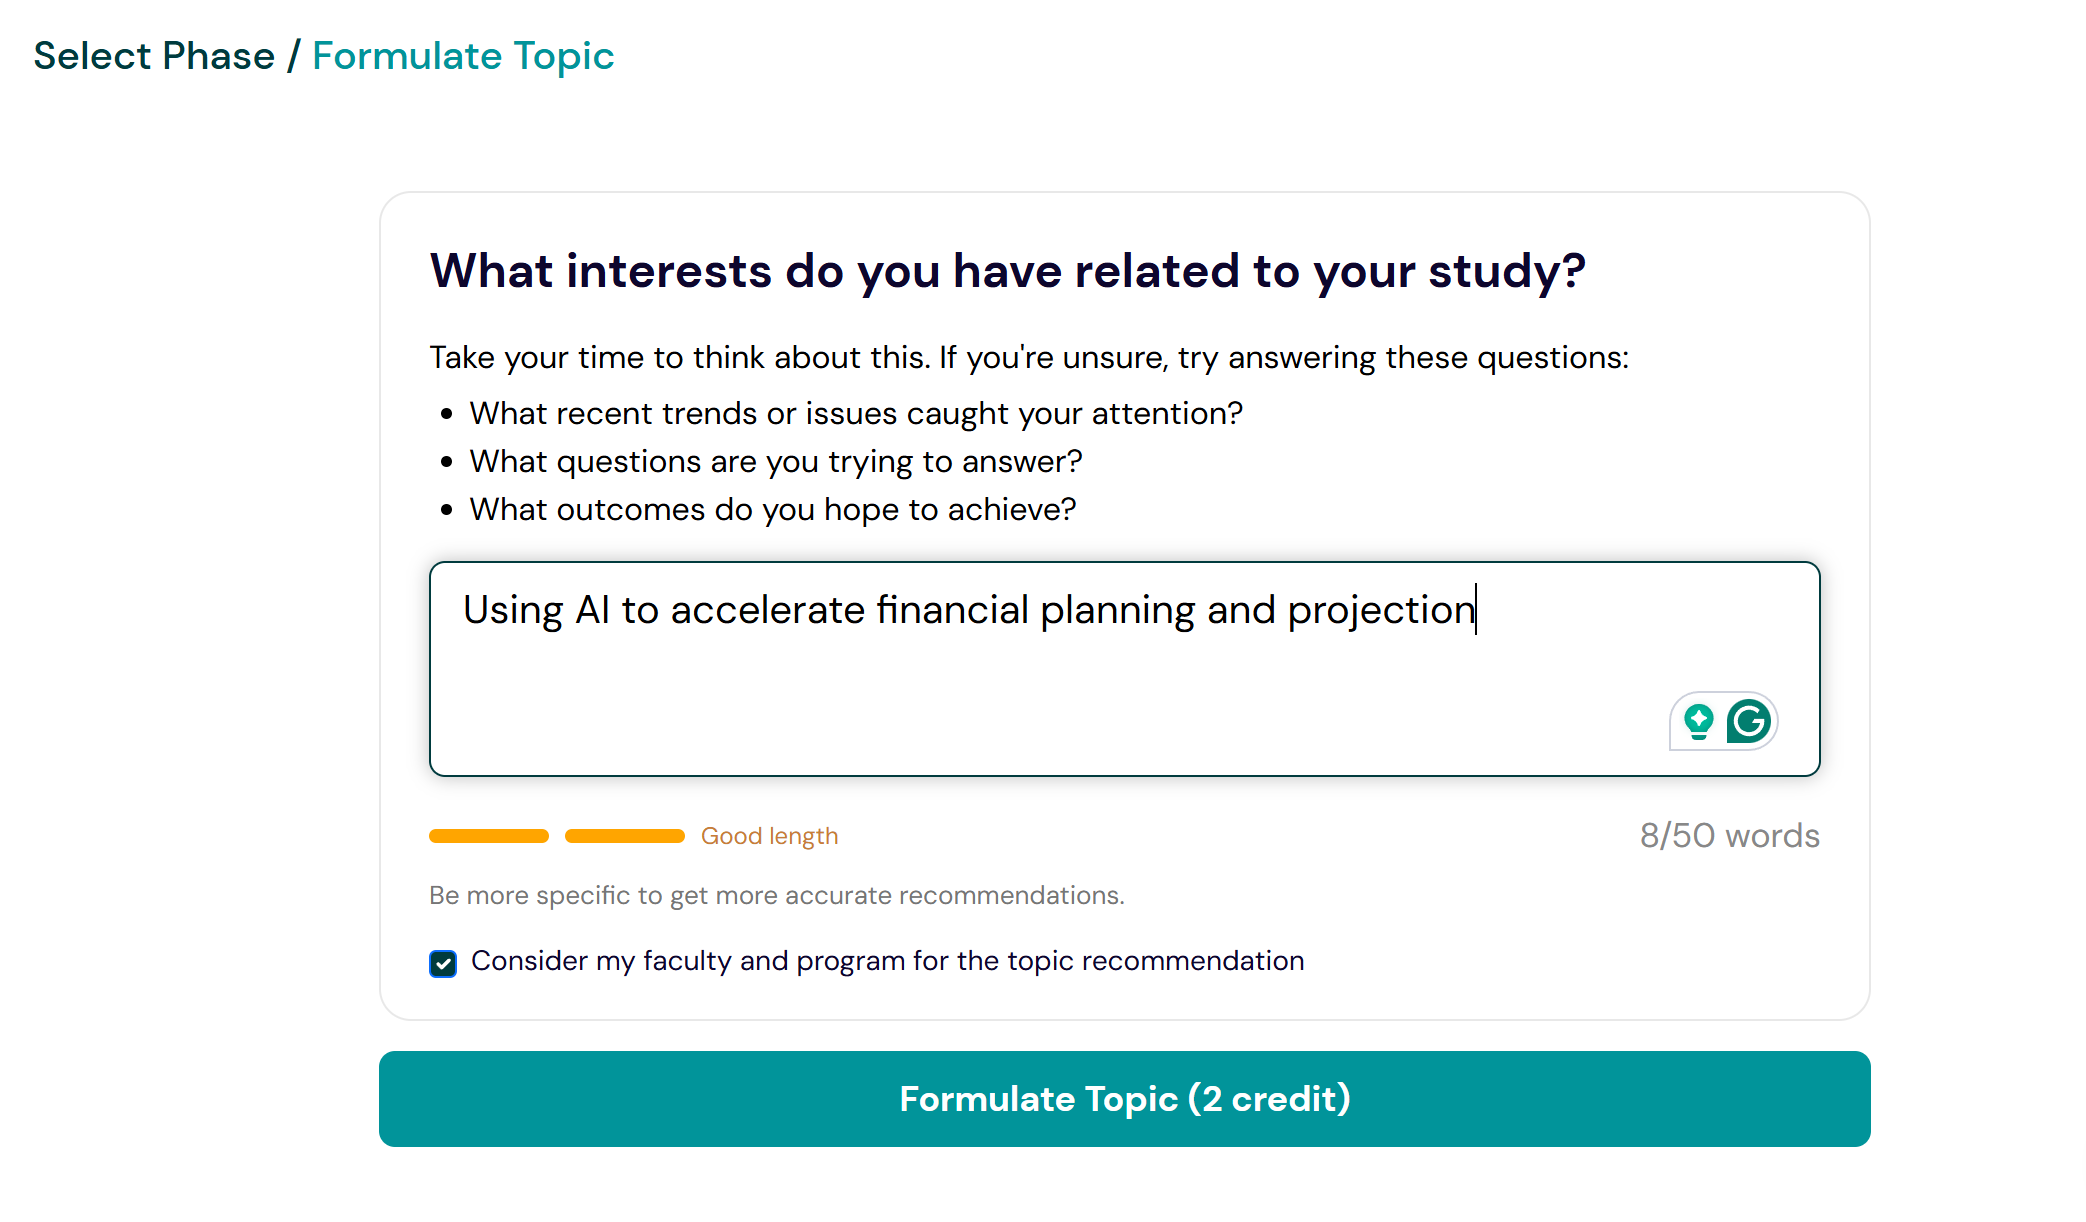 Select Phase / Formulate Topic
What interests do you have related to your study?
Take your time to think about this. If you're unsure, try answering these questions:
• What recent trends or issues caught your attention?
• What questions are you trying to answer?
• What outcomes do you hope to achieve?
Using AI to accelerate financial planning and projection
Good length
8/50 words
Be more specific to get more accurate recommendations.
Consider my faculty and program for the topic recommendation
Formulate Topic (2 credit)